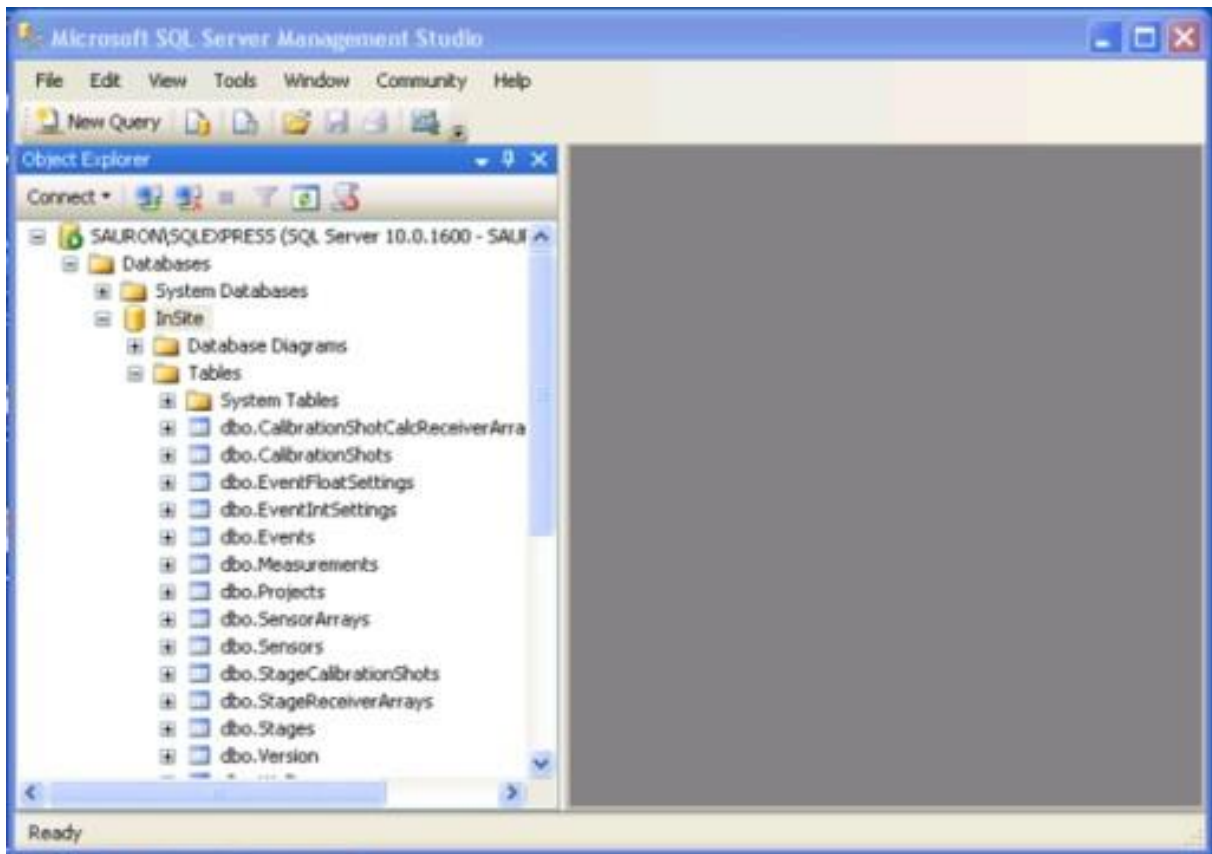 Microsoft SQL Server Management Studio
File Edit View Tools Window Community Help
New Query
Object Explorer
Connect
SAURON\SQLEXPRESS (SQL Server 10.0.1600 - SAUR
Databases
System Databases
InSite
Database Diagrams
Tables
System Tables
dbo.CalibrationShotCalcReceiverArra
dbo.CalibrationShots
dbo.EventFloatSettings
dbo.EventIntSettings
dbo.Events
dbo.Measurements
dbo.Projects
dbo.SensorArrays
dbo.Sensors
dbo.StageCalibrationShots
dbo.StageReceiverArrays
dbo.Stages
dbo.Version
Ready